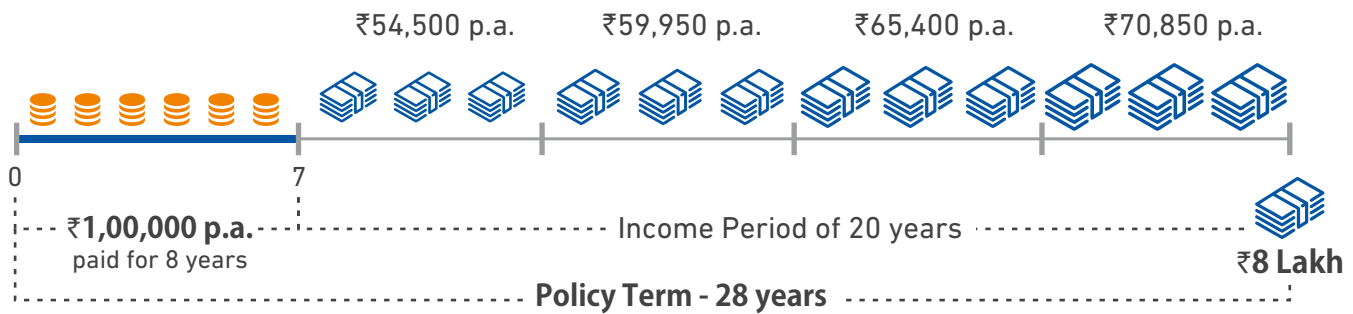 ₹54,500 p.a. ₹59,950 p.a. ₹65,400 p.a. ₹70,850 p.a.
0 7
₹1,00,000 p.a. Income Period of 20 years
paid for 8 years
₹8 Lakh
Policy Term - 28 years